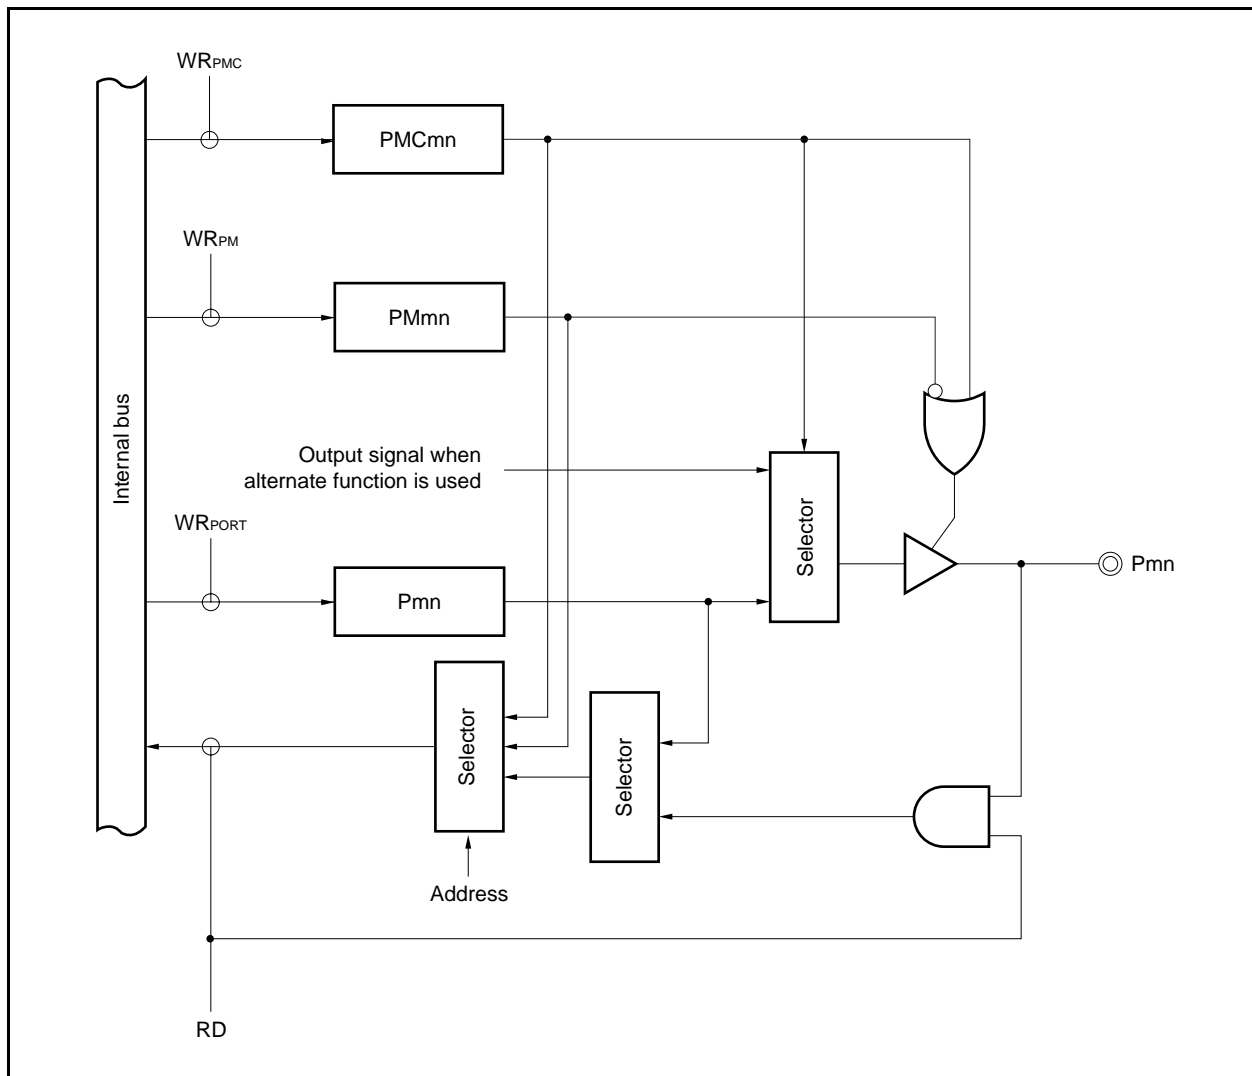 WRPMC
PMCmn
WRPM
PMmn
Internal bus
Output signal when
alternate function is used
Selector
WRPORT
Pmn
Pmn
Selector
Selector
Address
RD